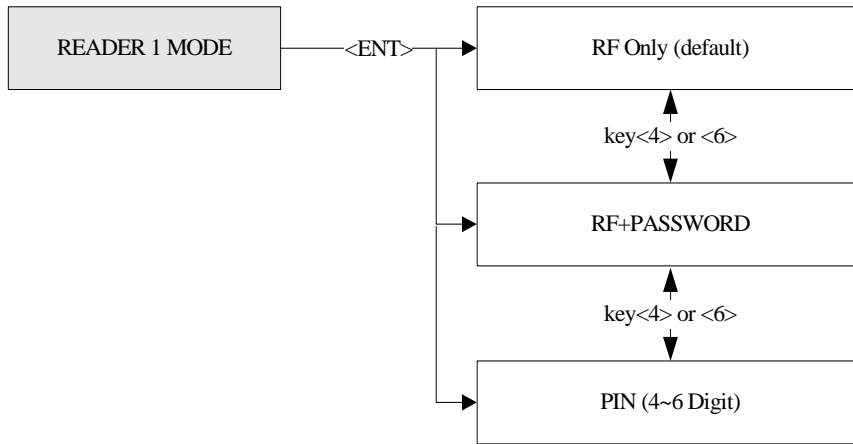 READER 1 MODE
<ENT>
RF Only (default)
key<4> or <6>
RF+PASSWORD
key<4> or <6>
PIN (4~6 Digit)